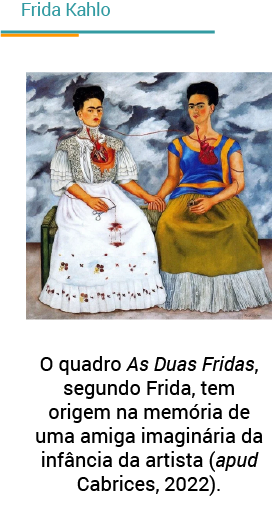 Frida Kahlo
O quadro As Duas Fridas,
segundo Frida, tem
origem na memória de
uma amiga imaginária da
infância da artista (apud
Cabrices, 2022).